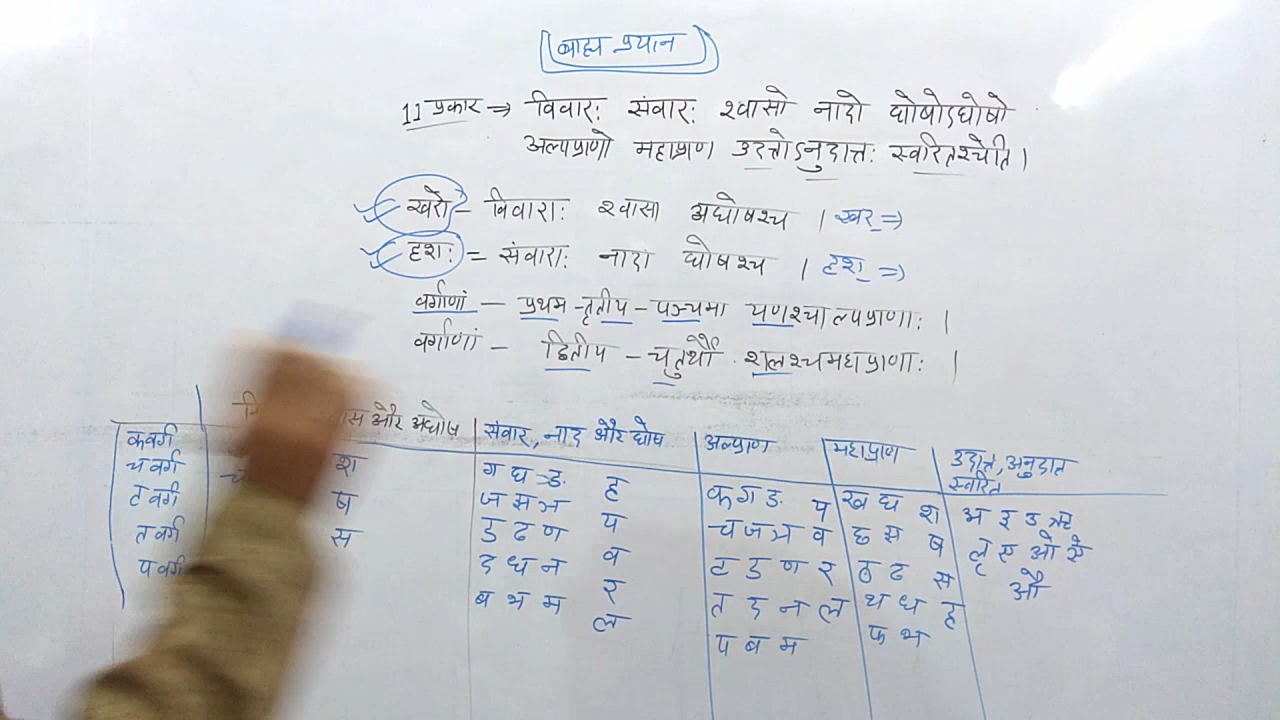 बाह्य प्रयत्न
11 प्रकार ⇒ विवारः संवारः श्वासो नादो घोषोऽघोषो
अल्पप्राणो महाप्राण उदत्तोऽनुदात्तः स्वरितश्चेति।
खरो – विवाराः श्वासा अघोषश्च । खर् ⇒
हशः = संवाराः नादा घोषश्च । हश् ⇒
वर्गाणां – प्रथम - तृतीय - पञ्चमा यणश्चाल्पप्राणाः ।
वर्गाणां – द्वितीय – चतुर्थौ शलश्चमहाप्राणाः ।
और अघोष संवार, नाद और घोष अल्प्राण महाप्राण उदात्त, अनुदात
स्वरित
कवर्ग श ग घ ङ ह क ग ङ य ख घ श अ इ उ ऋ
चवर्ग ष ज स ञ य च ज ञ व छ स ष लृ ए ओ ऐ
टवर्ग स ड ढ ण व ट ड ण र ठ ढ स औ
तवर्ग द ध न र त द न ल थ ध ह
पवर्ग ब भ म ल प ब म फ भ